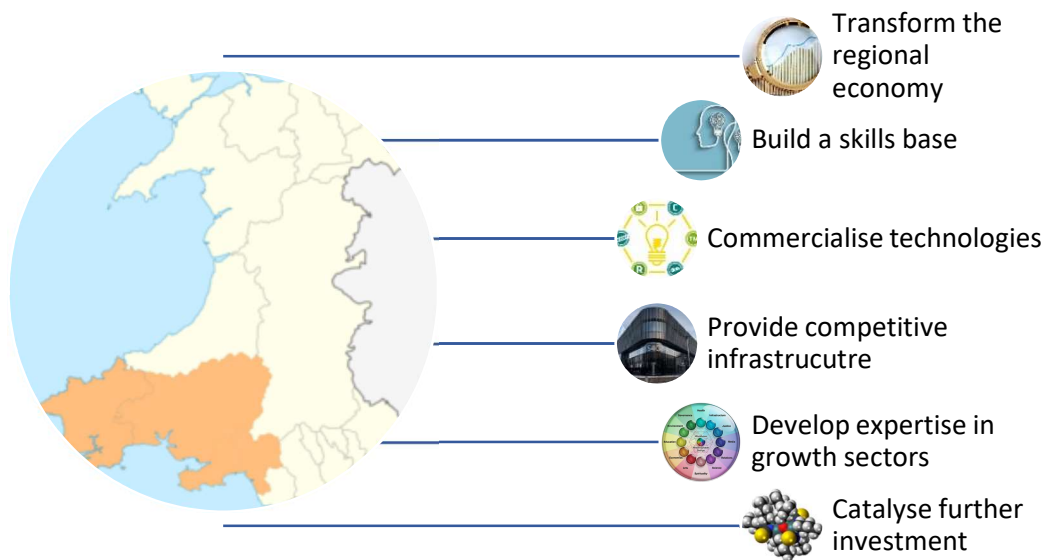 Transform the
regional
economy
Build a skills base
Commercialise technologies
Provide competitive
infrastrucutre
Develop expertise in
growth sectors
Catalyse further
investment